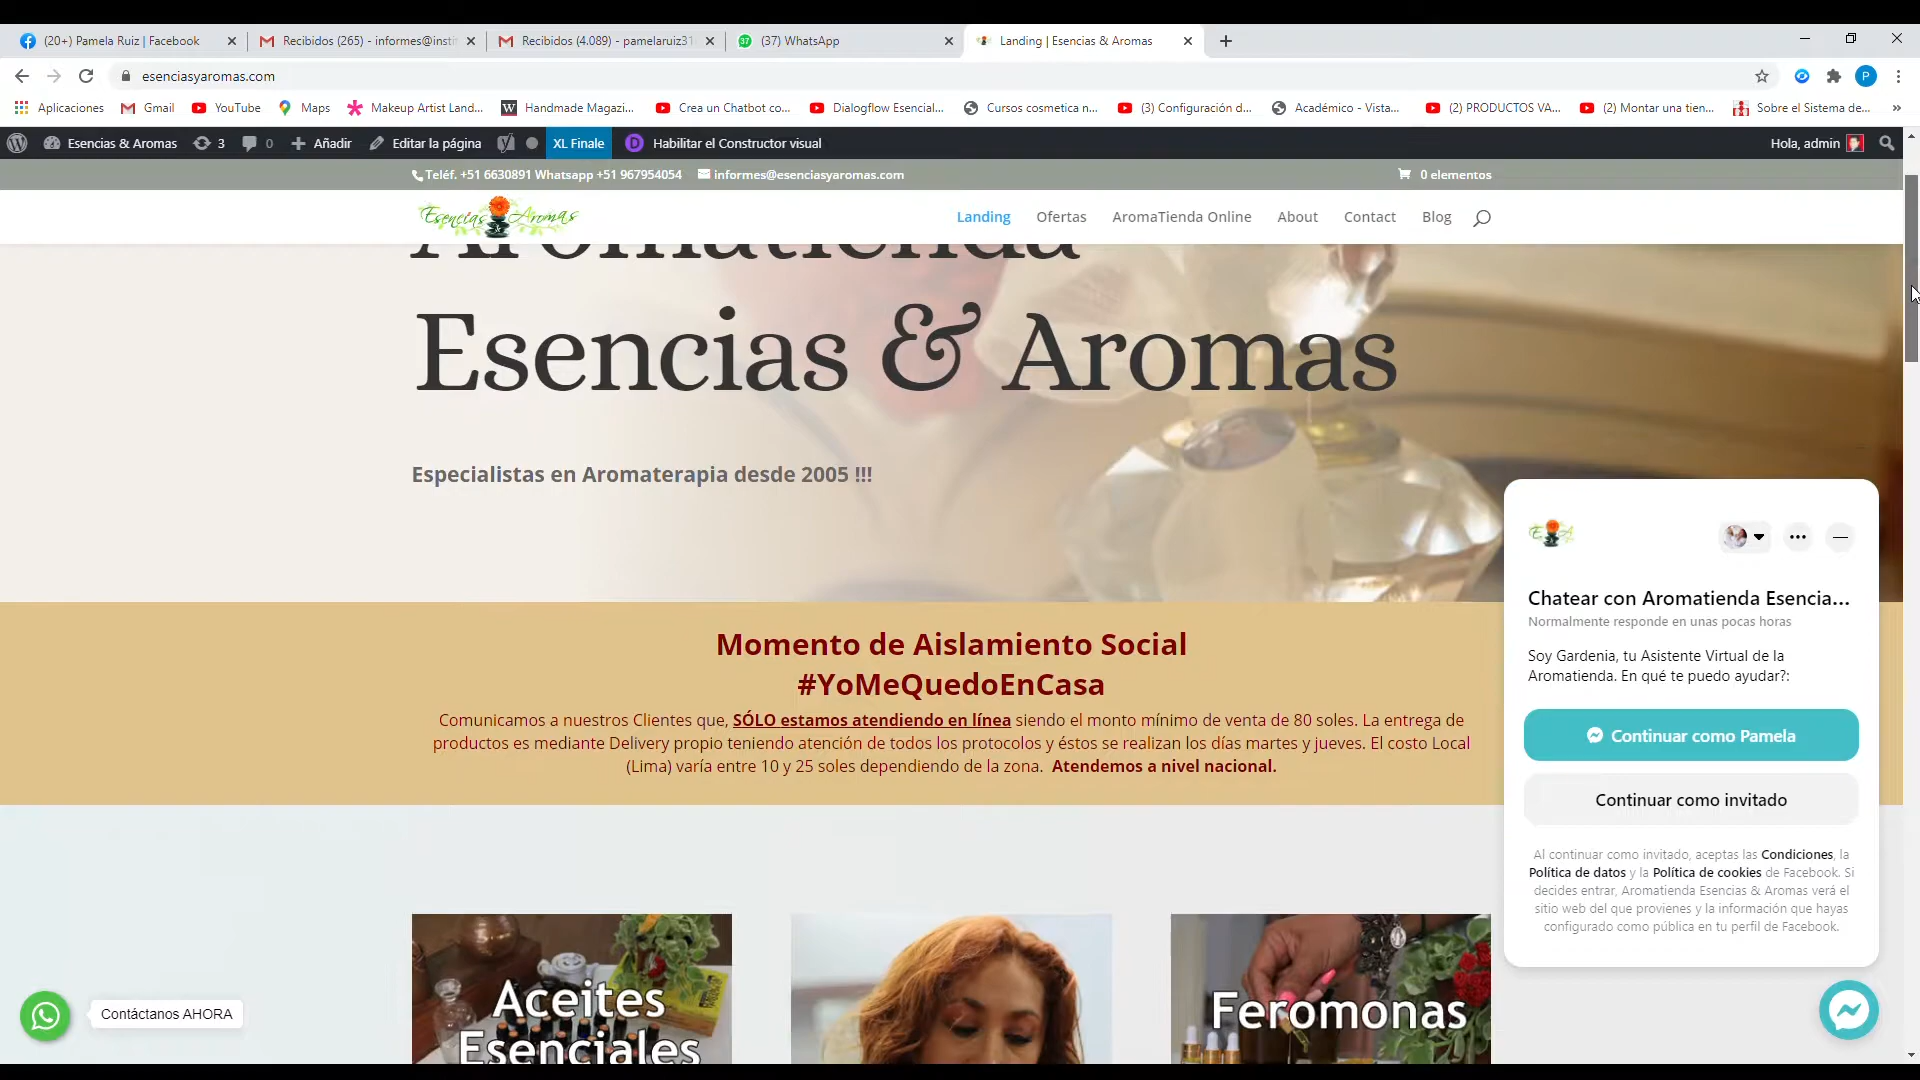 (20+) Pamela Ruiz | Facebook
Recibidos (265) - informes@insti
Recibidos (4.089) - pamelaruiz31
37
(37) WhatsApp
Landing | Esencias & Aromas
esenciasyaromas.com
P
Aplicaciones
Gmail
YouTube
Maps
Makeup Artist Land...
W
Handmade Magazi...
Crea un Chatbot co...
Dialogflow Esencial...
Cursos cosmetica n...
(3) Configuración d...
Académico - Vista...
(2) PRODUCTOS VA...
(2) Montar una tien...
Sobre el Sistema de...
Esencias & Aromas
3
0
Añadir
Editar la página
XL Finale
D
Habilitar el Constructor visual
Hola, admin
Teléf. +51 6630891 Whatsapp +51 967954054
informes@esenciasyaromas.com
0 elementos
Esencias Aromas
Landing
Ofertas
AromaTienda Online
About
Contact
Blog
Aromatienda
Esencias & Aromas
Especialistas en Aromaterapia desde 2005 !!!
Momento de Aislamiento Social
#YoMeQuedoEnCasa
Comunicamos a nuestros Clientes que, SÓLO estamos atendiendo en línea siendo el monto mínimo de venta de 80 soles. La entrega de
productos es mediante Delivery propio teniendo atención de todos los protocolos y éstos se realizan los días martes y jueves. El costo Local
(Lima) varía entre 10 y 25 soles dependiendo de la zona. Atendemos a nivel nacional.
Aceites
Esenciales
Feromonas
Contáctanos AHORA
Chatear con Aromatienda Esencia...
Normalmente responde en unas pocas horas
Soy Gardenia, tu Asistente Virtual de la
Aromatienda. En qué te puedo ayudar?:
Continuar como Pamela
Continuar como invitado
Al continuar como invitado, aceptas las Condiciones, la
Política de datos y la Política de cookies de Facebook. Si
decides entrar, Aromatienda Esencias & Aromas verá el
sitio web del que provienes y la información que hayas
configurado como pública en tu perfil de Facebook.